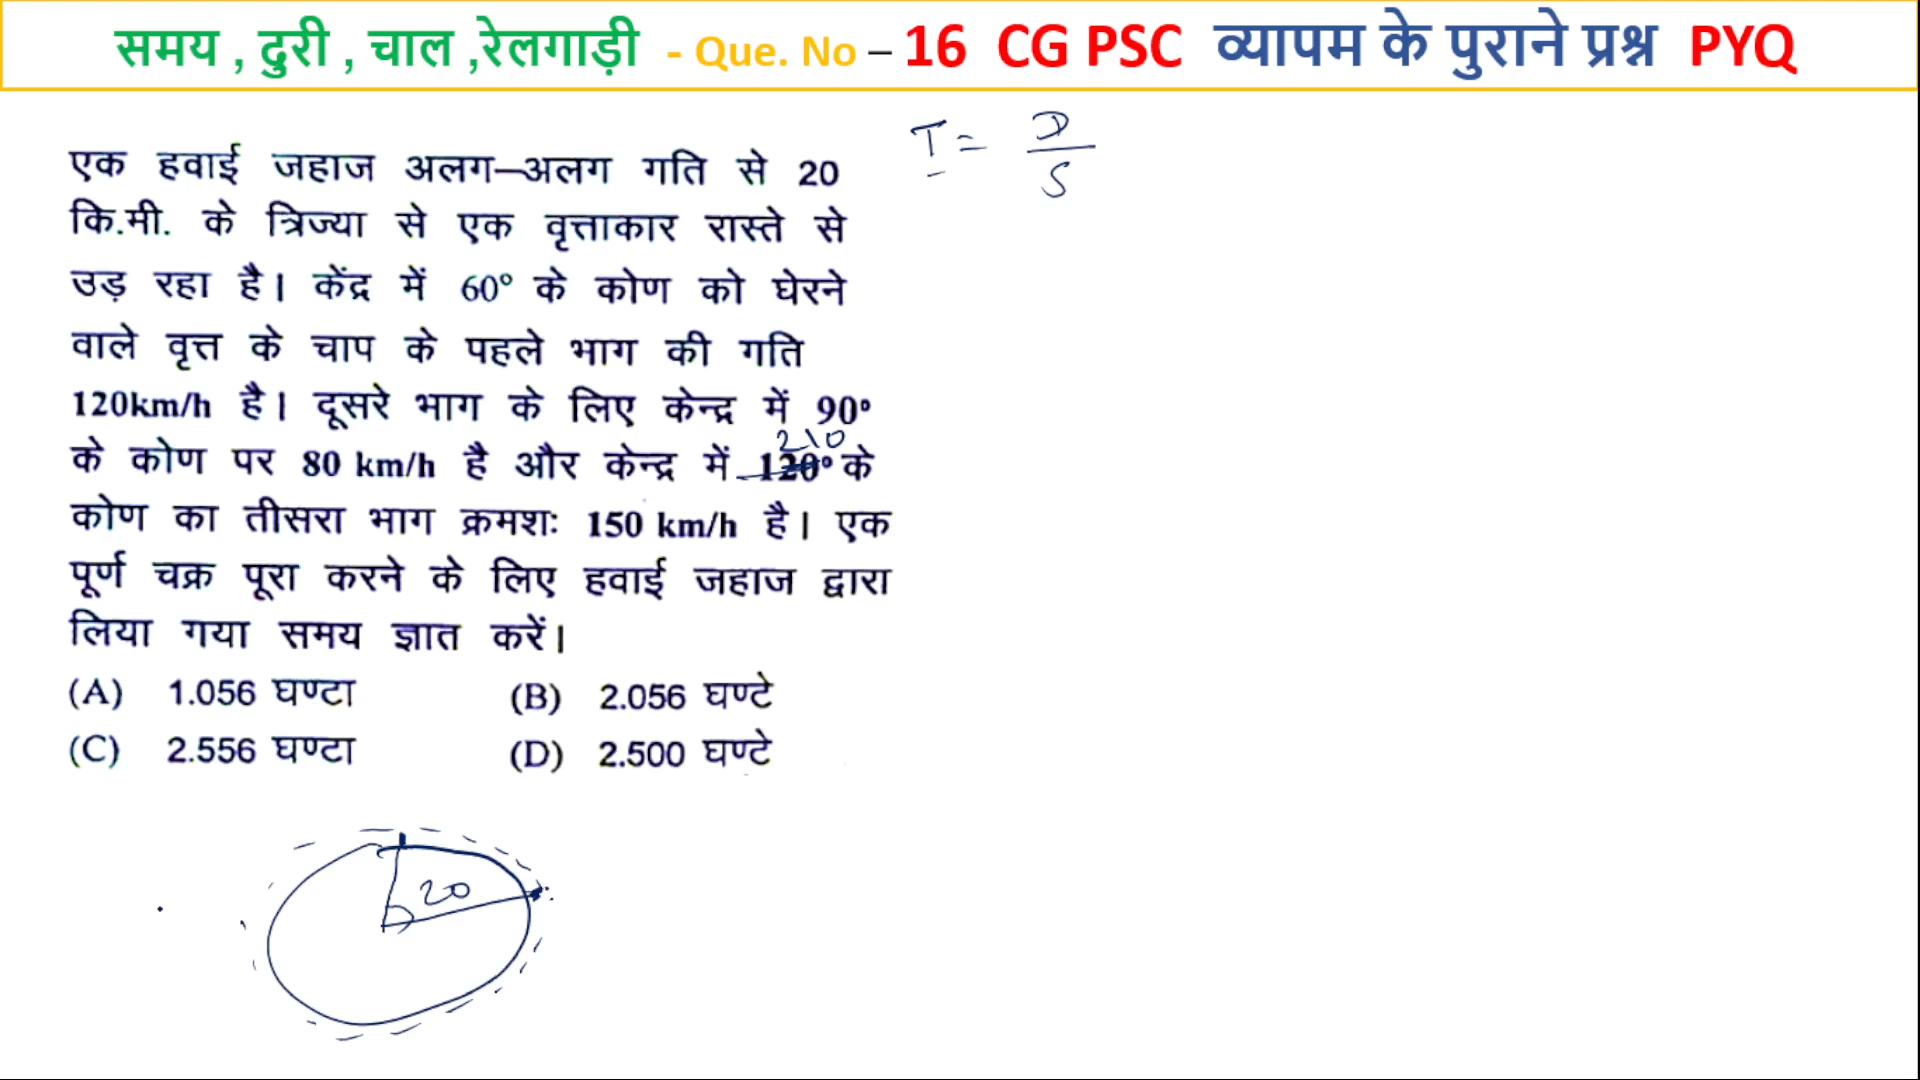 समय , दुरी , चाल ,रेलगाड़ी - Que. No – 16 CG PSC व्यापम के पुराने प्रश्न PYQ
T = D
S
एक हवाई जहाज अलग–अलग गति से 20
कि.मी. के त्रिज्या से एक वृत्ताकार रास्ते से
उड़ रहा है। केंद्र में 60° के कोण को घेरने
वाले वृत्त के चाप के पहले भाग की गति
120km/h है। दूसरे भाग के लिए केन्द्र में 90°
210
के कोण पर 80 km/h है और केन्द्र में 120° के
कोण का तीसरा भाग क्रमशः 150 km/h है। एक
पूर्ण चक्र पूरा करने के लिए हवाई जहाज द्वारा
लिया गया समय ज्ञात करें।
(A) 1.056 घण्टा (B) 2.056 घण्टे
(C) 2.556 घण्टा (D) 2.500 घण्टे
20